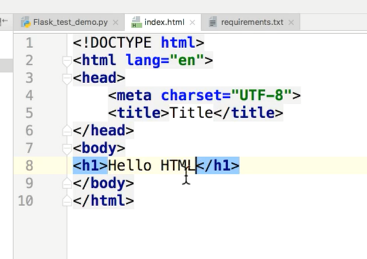 Flask_test_demo.py × index.html × requirements.txt ×
1 <!DOCTYPE html>
2 <html lang="en">
3 <head>
4 <meta charset="UTF-8">
5 <title>Title</title>
6 </head>
7 <body>
8 <h1>Hello HTML</h1>
9 </body>
10 </html>